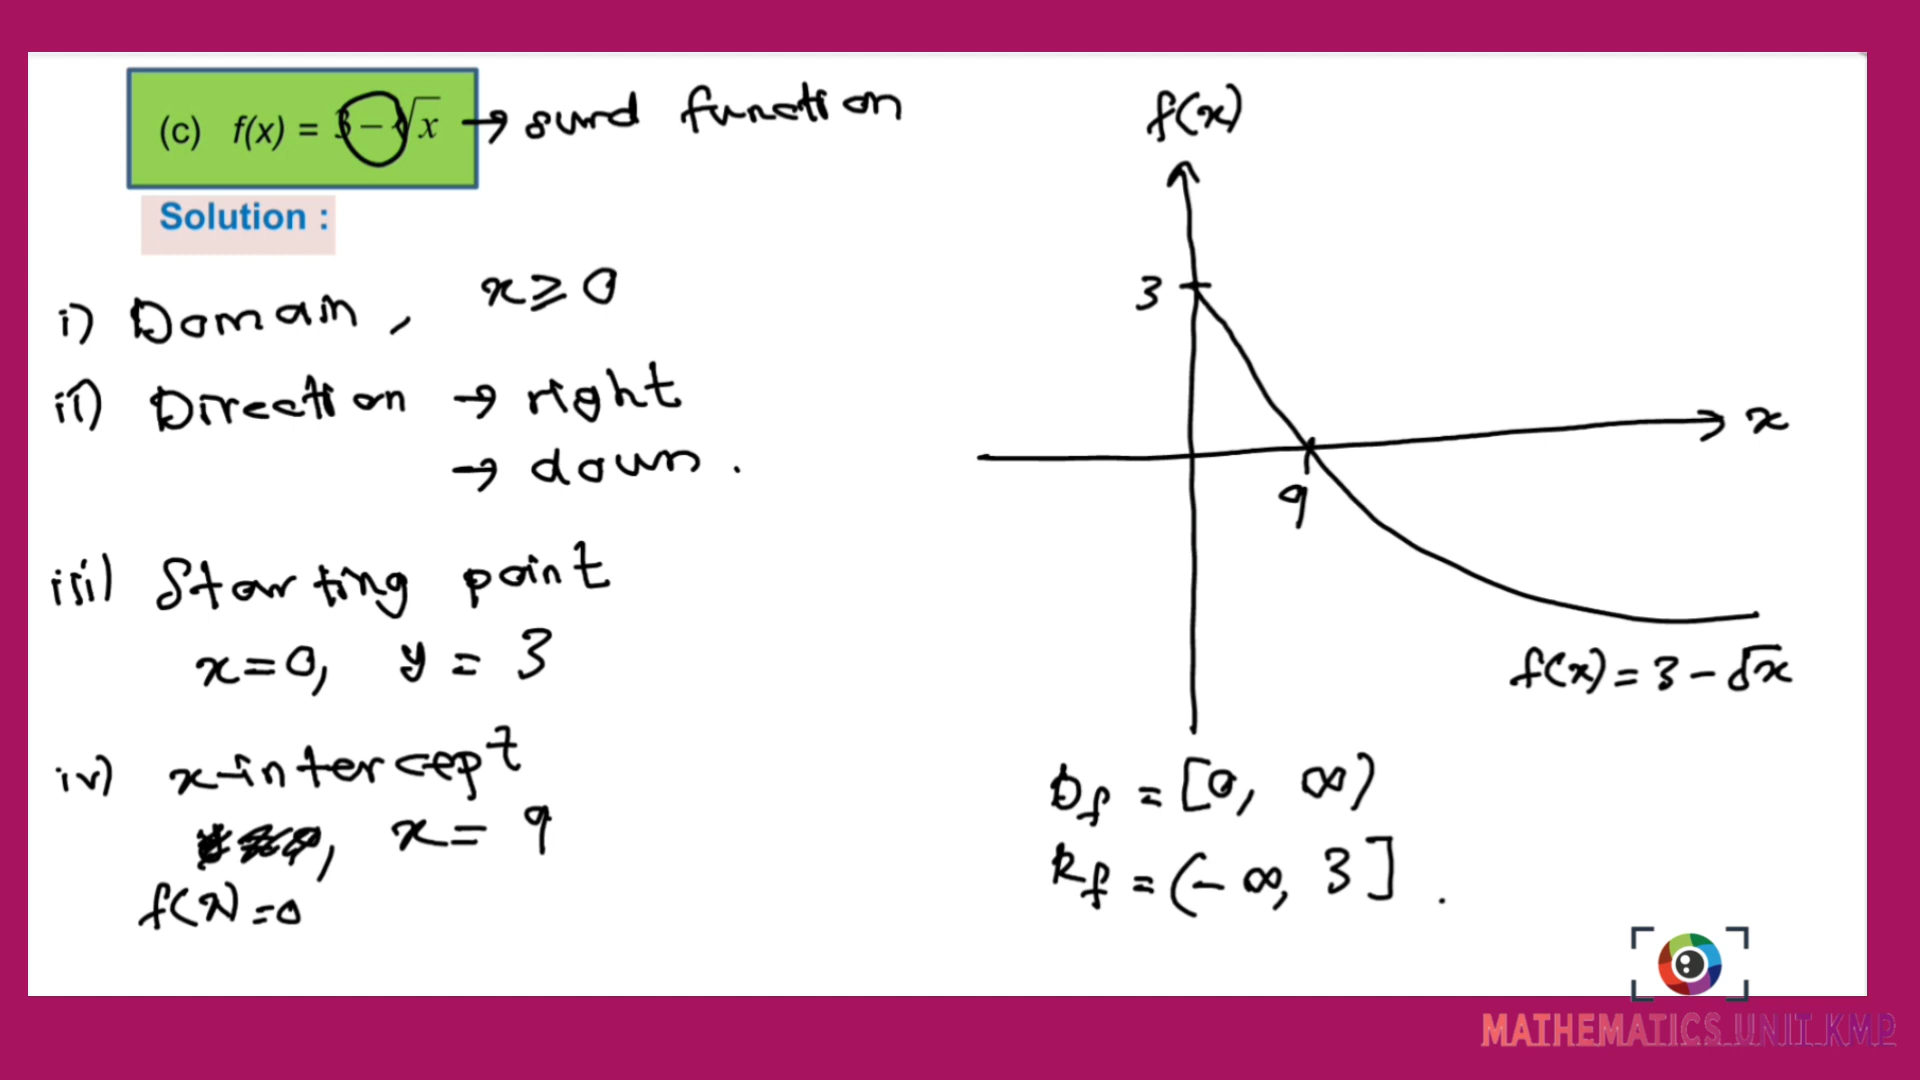 (c) f(x) = 3 – √x → surd function
Solution :
i) Domain, x ≥ 0
ii) Direction → right
→ down.
iii) Starting point
x = 0, y = 3
iv) x-intercept
, x = 9
f(x) = 0
f(x)
3
x
9
f(x) = 3 - √x
Df = [0, ∞)
Rf = (-∞, 3].
MATHEMATICS UNIT KMP